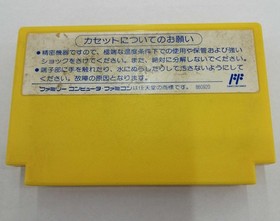 カセットについてのお願い
●精密機器ですので、極端な温度条件下での使用や保管および強い
ショックをさけてください。また、絶対に分解しないでください。
●端子部に手を触れたり、水にぬらしたりして汚さないようにして
ください。故障の原因となります。
ファミリーコンピュータ ファミコンは任天堂の商標です。
FF